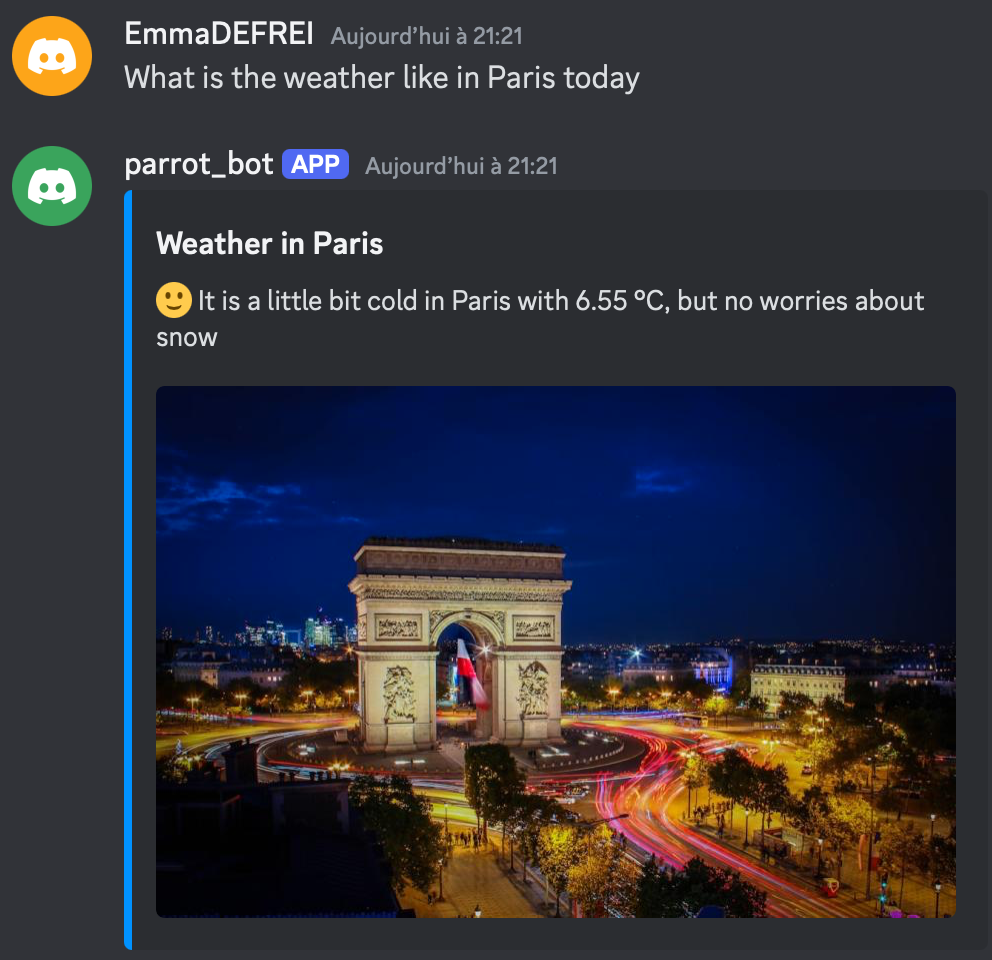 EmmaDEFREI Aujourd’hui à 21:21
What is the weather like in Paris today
parrot_bot APP Aujourd’hui à 21:21
Weather in Paris
🙂 It is a little bit cold in Paris with 6.55 °C, but no worries about
snow